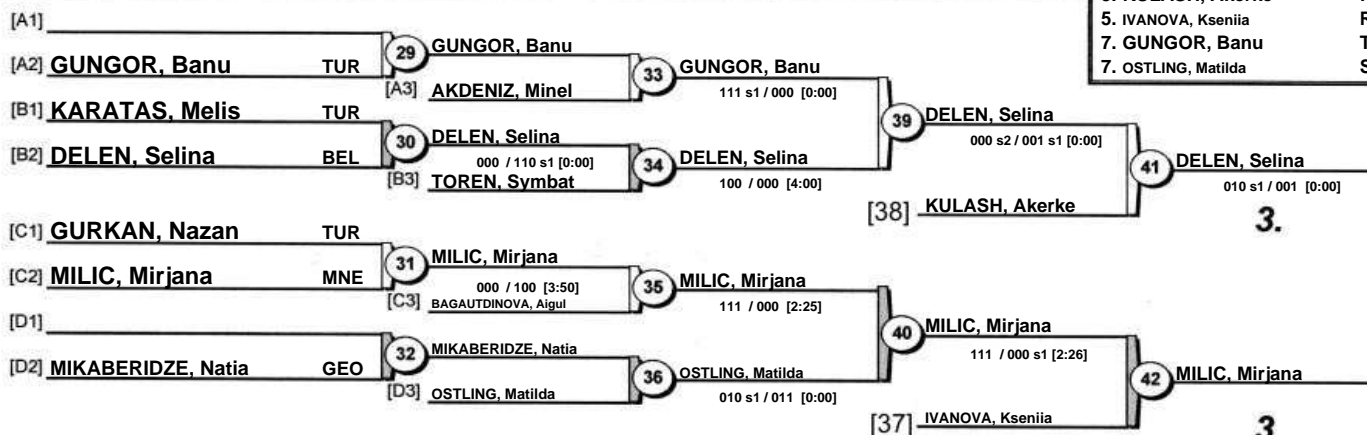 5. IVANOVA, Kseniia
7. GUNGOR, Banu
7. OSTLING, Matilda S
[A1]
[A2] GUNGOR, Banu TUR
29 GUNGOR, Banu
[A3] AKDENIZ, Minel
33 GUNGOR, Banu
111 s1 / 000 [0:00]
[B1] KARATAS, Melis TUR
[B2] DELEN, Selina BEL
30 DELEN, Selina
000 / 110 s1 [0:00]
[B3] TOREN, Symbat
34 DELEN, Selina
100 / 000 [4:00]
39 DELEN, Selina
000 s2 / 001 s1 [0:00]
[38] KULASH, Akerke
41 DELEN, Selina
010 s1 / 001 [0:00]
3.
[C1] GURKAN, Nazan TUR
[C2] MILIC, Mirjana MNE
31 MILIC, Mirjana
000 / 100 [3:50]
[C3] BAGAUTDINOVA, Aigul
35 MILIC, Mirjana
111 / 000 [2:25]
[D1]
[D2] MIKABERIDZE, Natia GEO
32 MIKABERIDZE, Natia
[D3] OSTLING, Matilda
36 OSTLING, Matilda
010 s1 / 011 [0:00]
40 MILIC, Mirjana
111 / 000 s1 [2:26]
[37] IVANOVA, Kseniia
42 MILIC, Mirjana
3